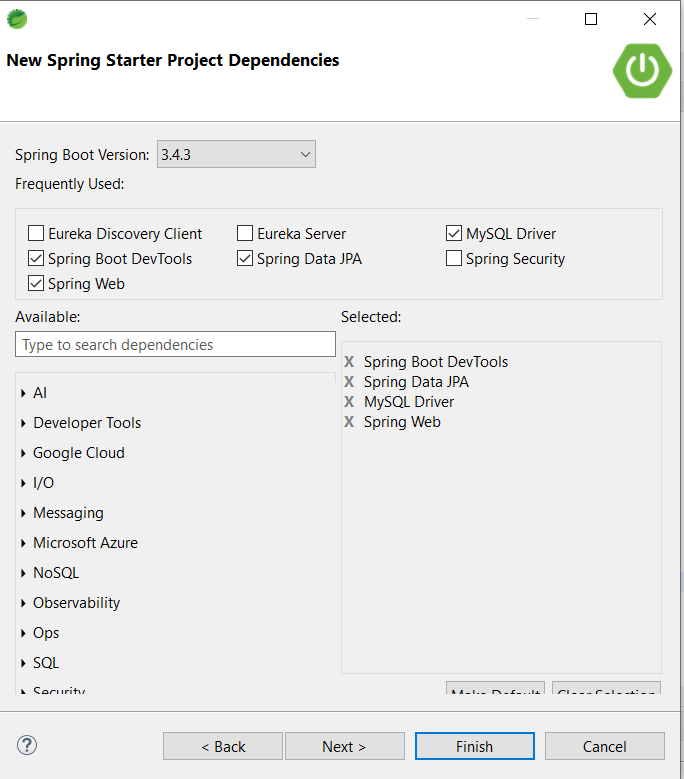 New Spring Starter Project Dependencies
Spring Boot Version: 3.4.3
Frequently Used:
Eureka Discovery Client Eureka Server MySQL Driver
Spring Boot DevTools Spring Data JPA Spring Security
Spring Web
Available: Selected:
Type to search dependencies
X Spring Boot DevTools
X Spring Data JPA
X MySQL Driver
X Spring Web
AI
Developer Tools
Google Cloud
I/O
Messaging
Microsoft Azure
NoSQL
Observability
Ops
SQL
Security
Make Default Clear Selection
? < Back Next > Finish Cancel